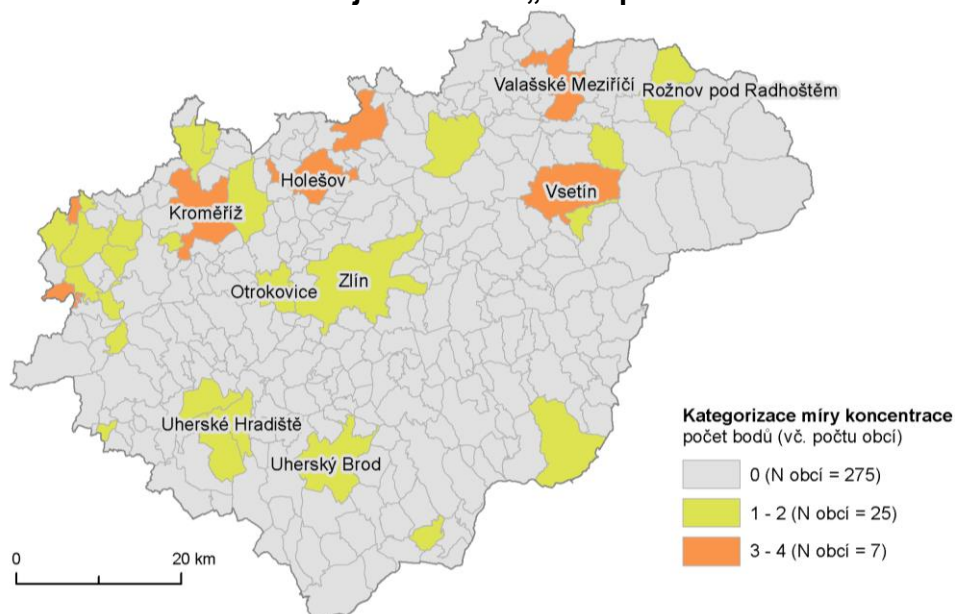 Valašské Meziříčí
Rožnov pod Radhoštěm
Holešov
Vsetín
Kroměříž
Otrokovice
Zlín
Uherské Hradiště
Uherský Brod
Kategorizace míry koncentrace
počet bodů (vč. počtu obcí)
0 (N obcí = 275)
1 - 2 (N obcí = 25)
3 - 4 (N obcí = 7)
0 20 km